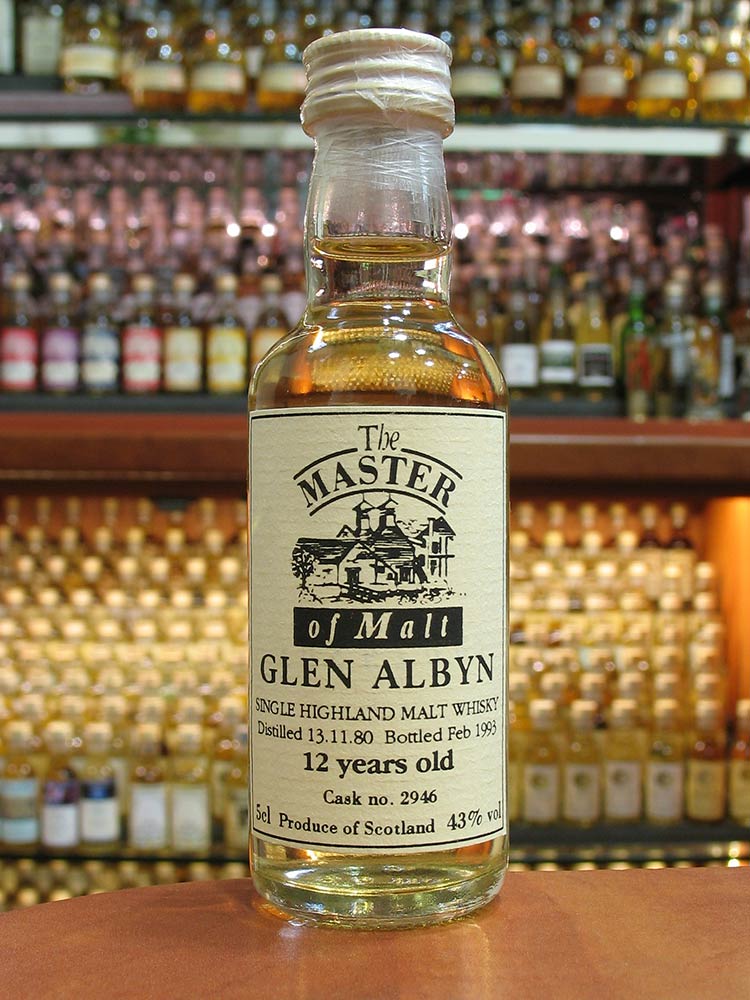 The
MASTER
of Malt
GLEN ALBYN
SINGLE HIGHLAND MALT WHISKY
Distilled 13.11.80 Bottled Feb 1993
12 years old
Cask no. 2946
5cl Produce of Scotland 43% vol